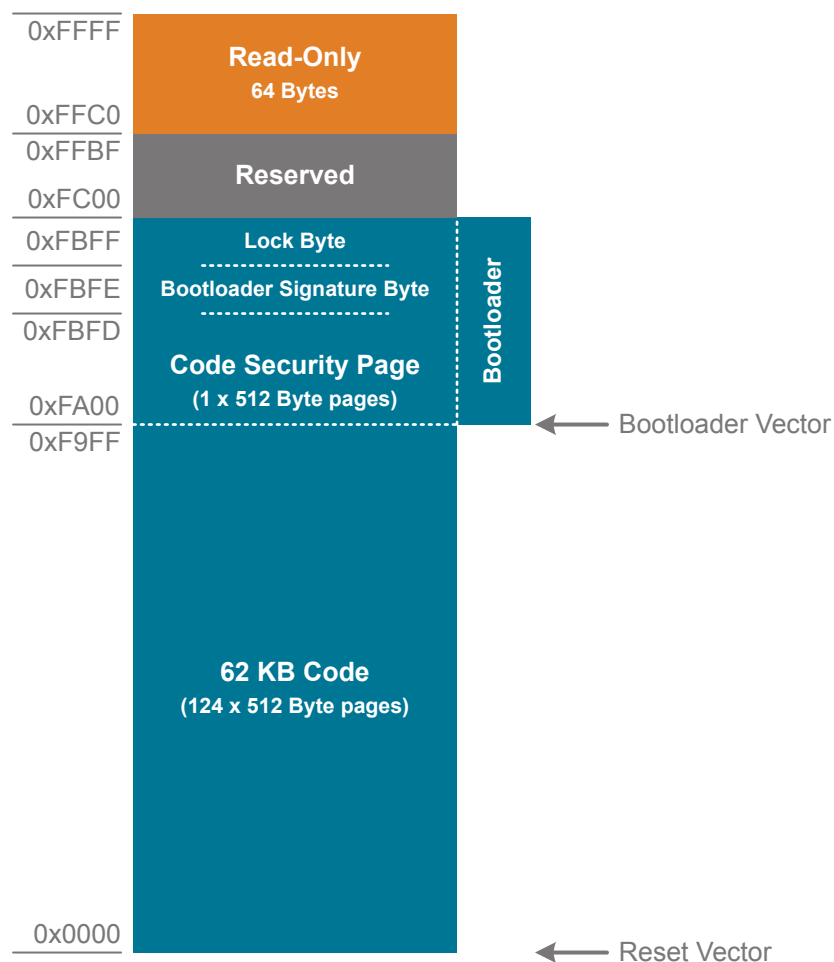 0xFFFF
Read-Only
64 Bytes
0xFFC0
0xFFBF
Reserved
0xFC00
0xFBFF
Lock Byte
0xFBFE
Bootloader Signature Byte
0xFBFD
Code Security Page
(1 x 512 Byte pages)
Bootloader
0xFA00
Bootloader Vector
0xF9FF
62 KB Code
(124 x 512 Byte pages)
0x0000
Reset Vector